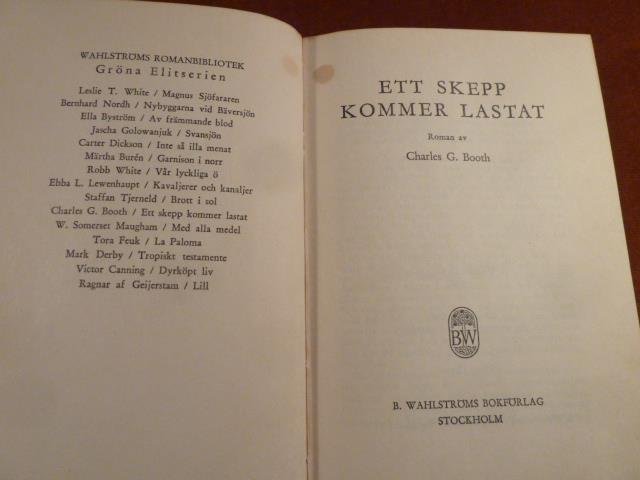 WAHLSTRÖMS ROMANBIBLIOTEK
Gröna Elitserien
Leslie T. White / Magnus Sjöfararen
Bernhard Nordh / Nybyggarna vid Bäversjön
Ella Byström / Av främmande blod
Jascha Golowanjuk / Svansjön
Carter Dickson / Inte så illa menat
Märtha Burén / Garnison i norr
Robb White / Vår lyckliga ö
Ebba L. Lewenhaupt / Kavaljerer och kanaljer
Staffan Tjerneld / Brott i sol
Charles G. Booth / Ett skepp kommer lastat
W. Somerset Maugham / Med alla medel
Tora Feuk / La Paloma
Mark Derby / Tropiskt testamente
Victor Canning / Dyrköpt liv
Ragnar af Geijerstam / Lill
ETT SKEPP
KOMMER LASTAT
Roman av
Charles G. Booth
BW
B. WAHLSTRÖMS BOKFÖRLAG
STOCKHOLM